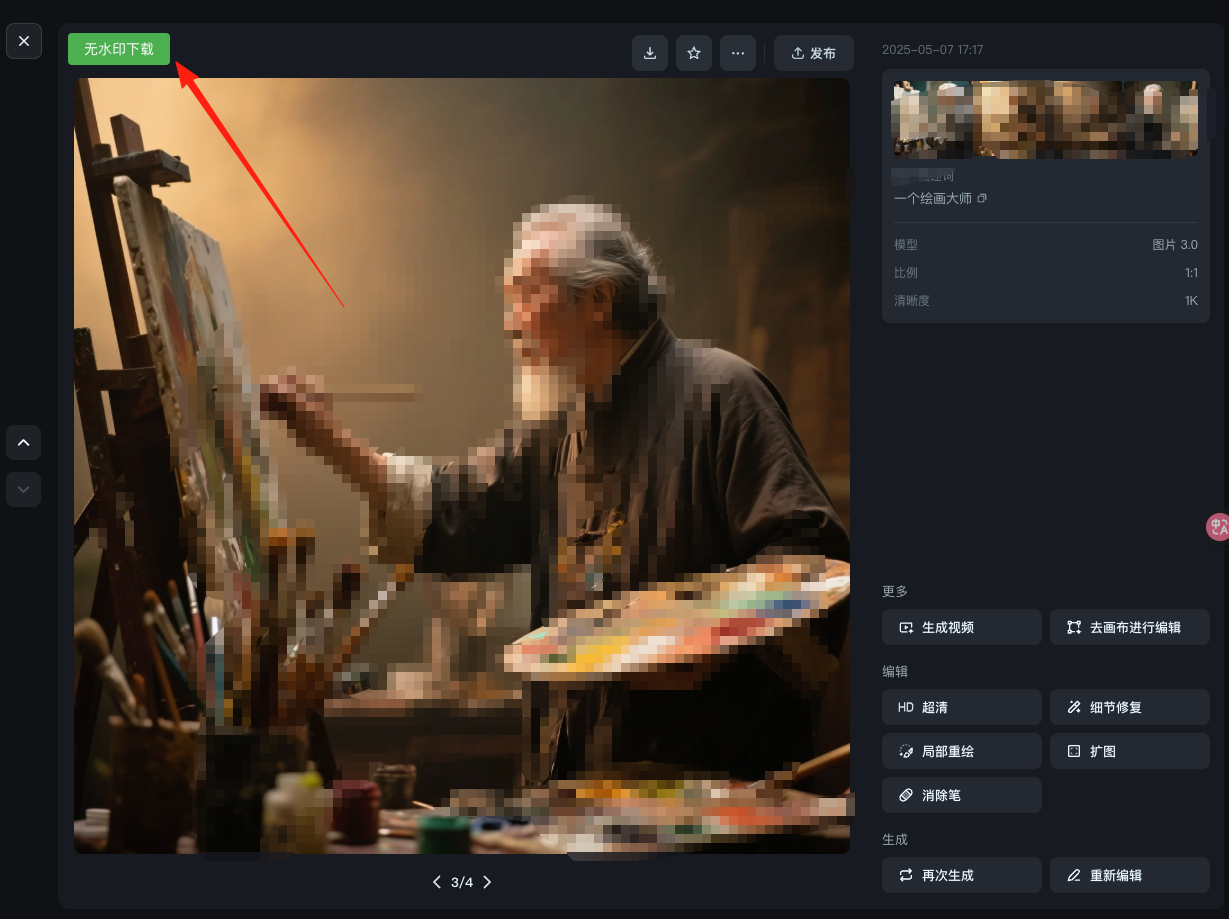 无水印下载
发布
2025-05-07 17:17
一个绘画大师
模型 图片 3.0
比例 1:1
清晰度 1K
更多
生成视频 去画布进行编辑
编辑
HD 超清 细节修复
局部重绘 扩图
消除笔
生成
再次生成 重新编辑
3/4